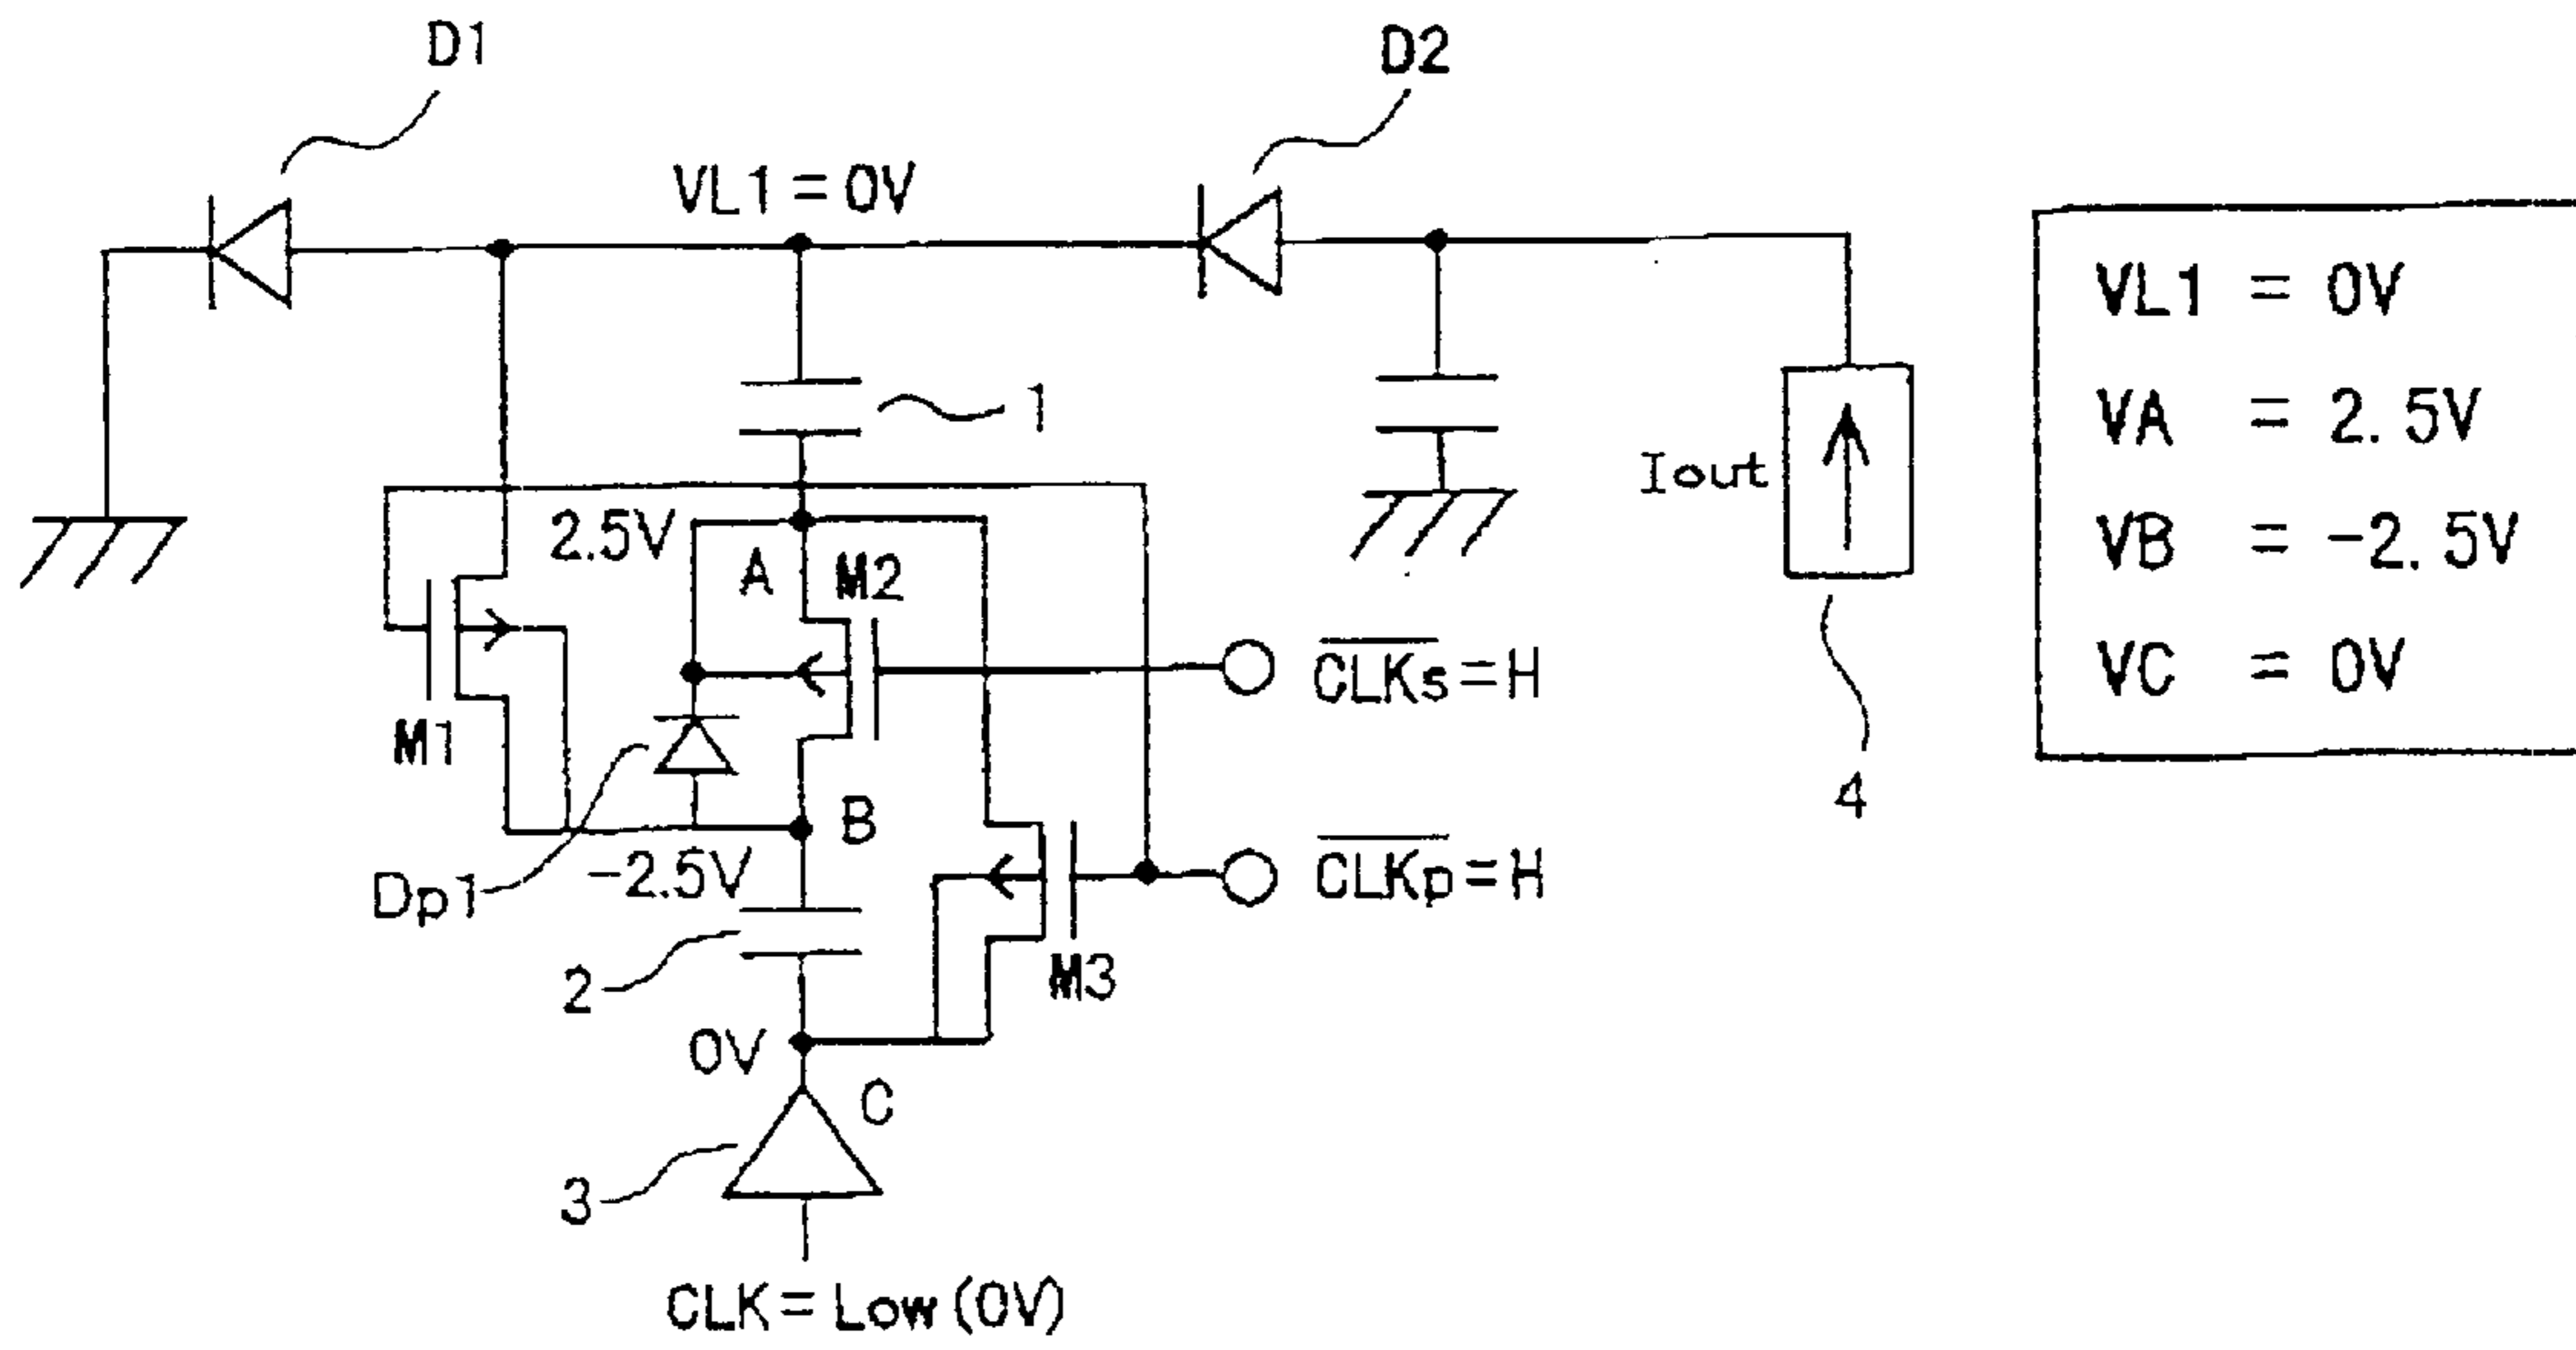 D1
D2
VL1 = 0V
VL1 = 0V
VA = 2.5V
VB = -2.5V
VC = 0V
1
Iout
2.5V
A
M2
CLKs = H
M1
4
B
-2.5V
Dp1
CLKp = H
2
M3
0V
C
3
CLK = Low (0V)